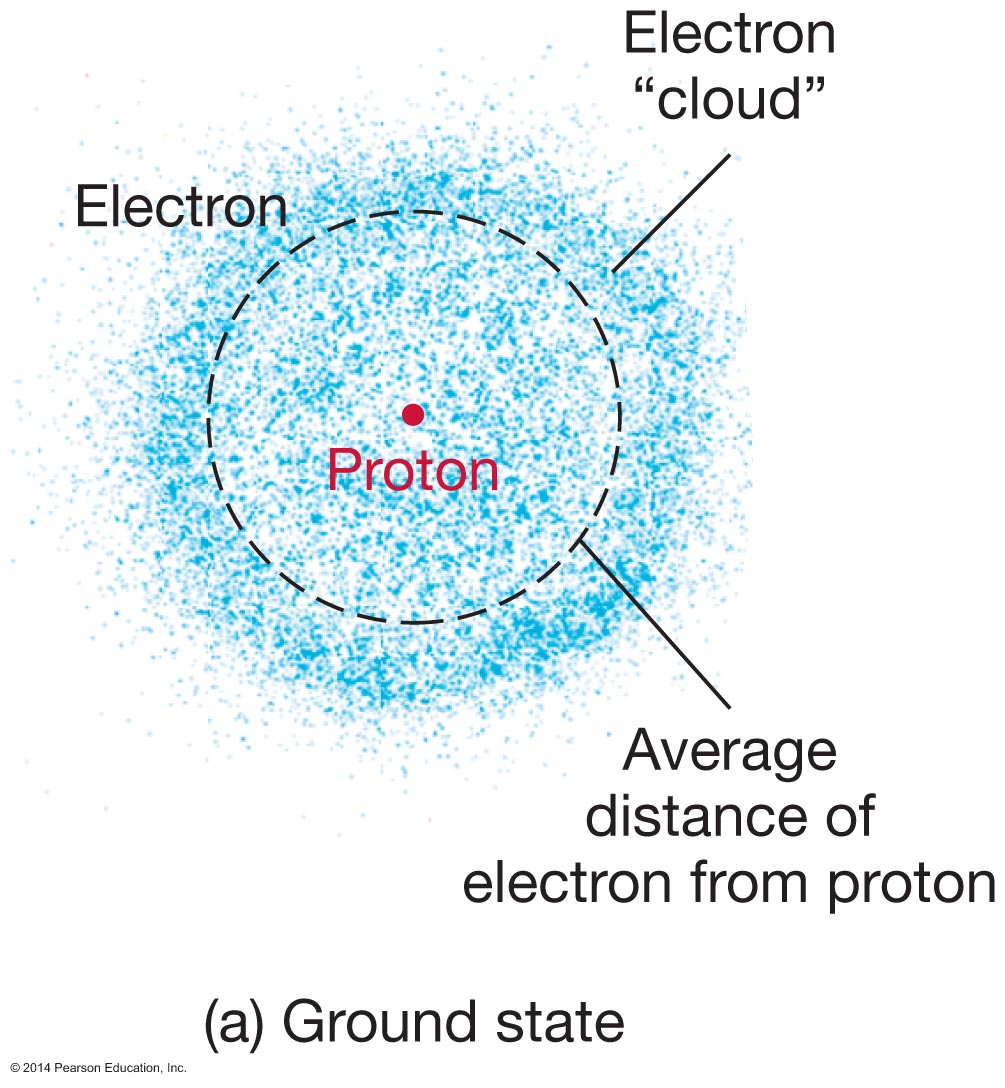 Electron
“cloud”
Electron
Proton
Average
distance of
electron from proton
(a) Ground state
© 2014 Pearson Education, Inc.